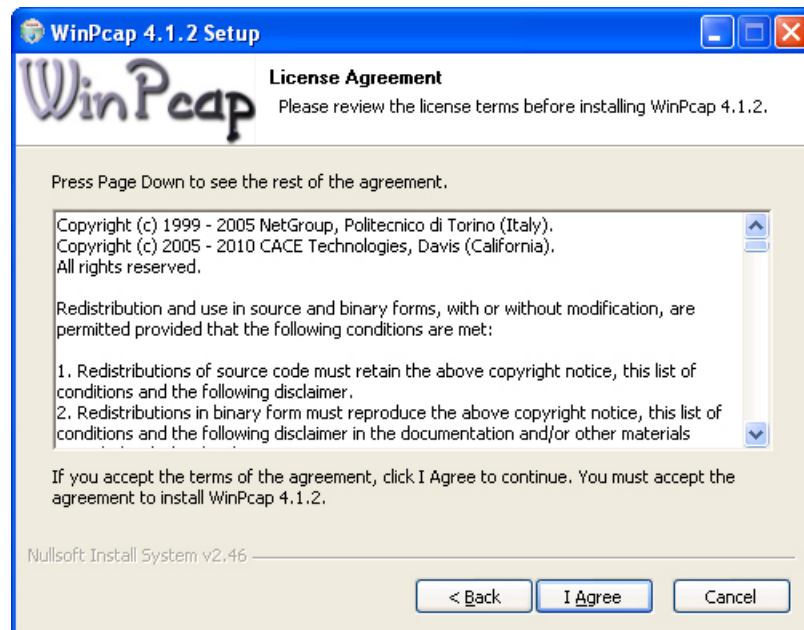 WinPcap 4.1.2 Setup
WinPcap
License Agreement
Please review the license terms before installing WinPcap 4.1.2.
Press Page Down to see the rest of the agreement.
Copyright (c) 1999 - 2005 NetGroup, Politecnico di Torino (Italy).
Copyright (c) 2005 - 2010 CACE Technologies, Davis (California).
All rights reserved.
Redistribution and use in source and binary forms, with or without modification, are
permitted provided that the following conditions are met:
1. Redistributions of source code must retain the above copyright notice, this list of
conditions and the following disclaimer.
2. Redistributions in binary form must reproduce the above copyright notice, this list of
conditions and the following disclaimer in the documentation and/or other materials
If you accept the terms of the agreement, click I Agree to continue. You must accept the
agreement to install WinPcap 4.1.2.
Nullsoft Install System v2.46
< Back
I Agree
Cancel